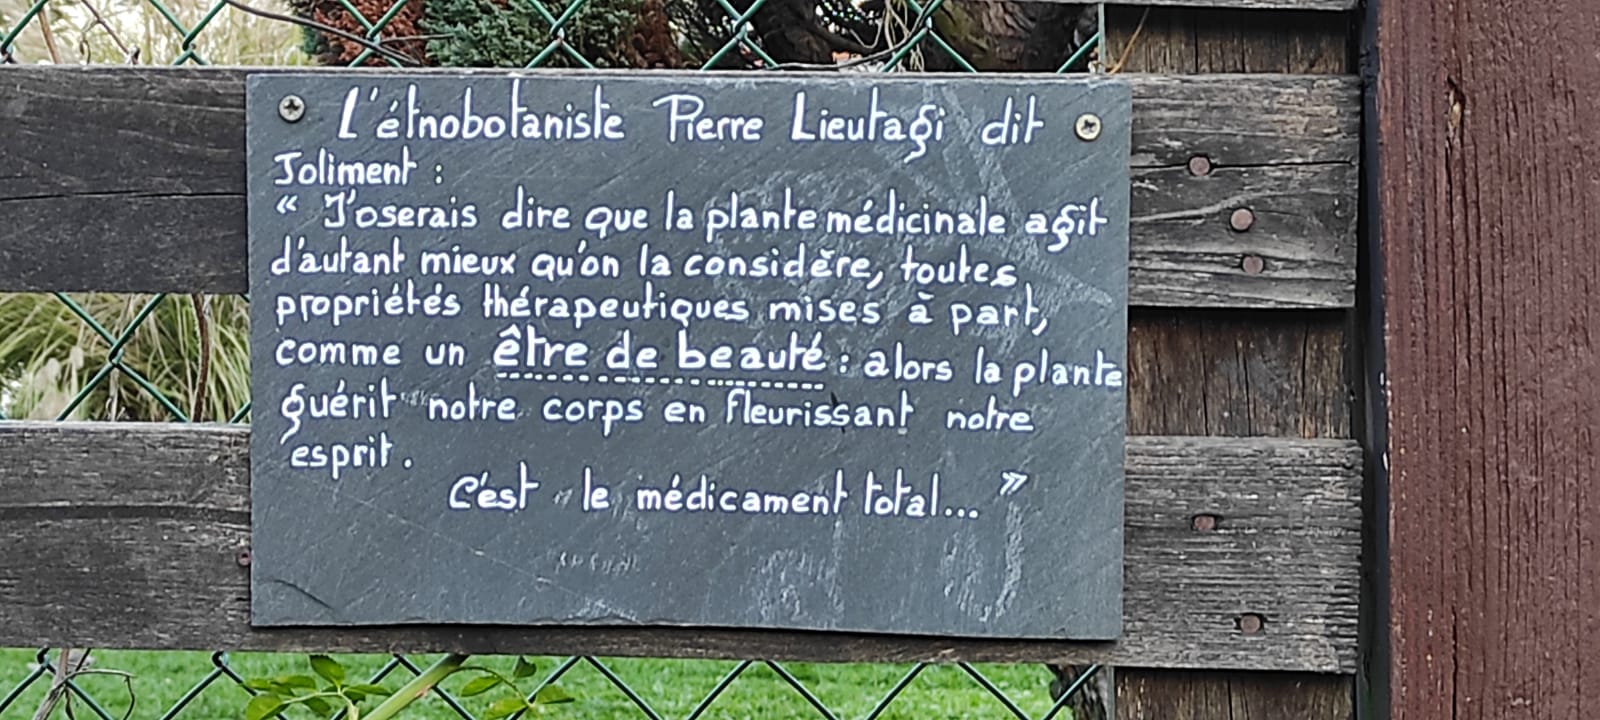 L'étnobotaniste Pierre Lieutagi dit
Joliment :
" J'oserais dire que la plante médicinale agit
d'autant mieux qu'on la considère, toutes
propriétés thérapeutiques mises à part,
comme un être de beauté : alors la plante
guérit notre corps en fleurissant notre
esprit.
C'est le médicament total... "